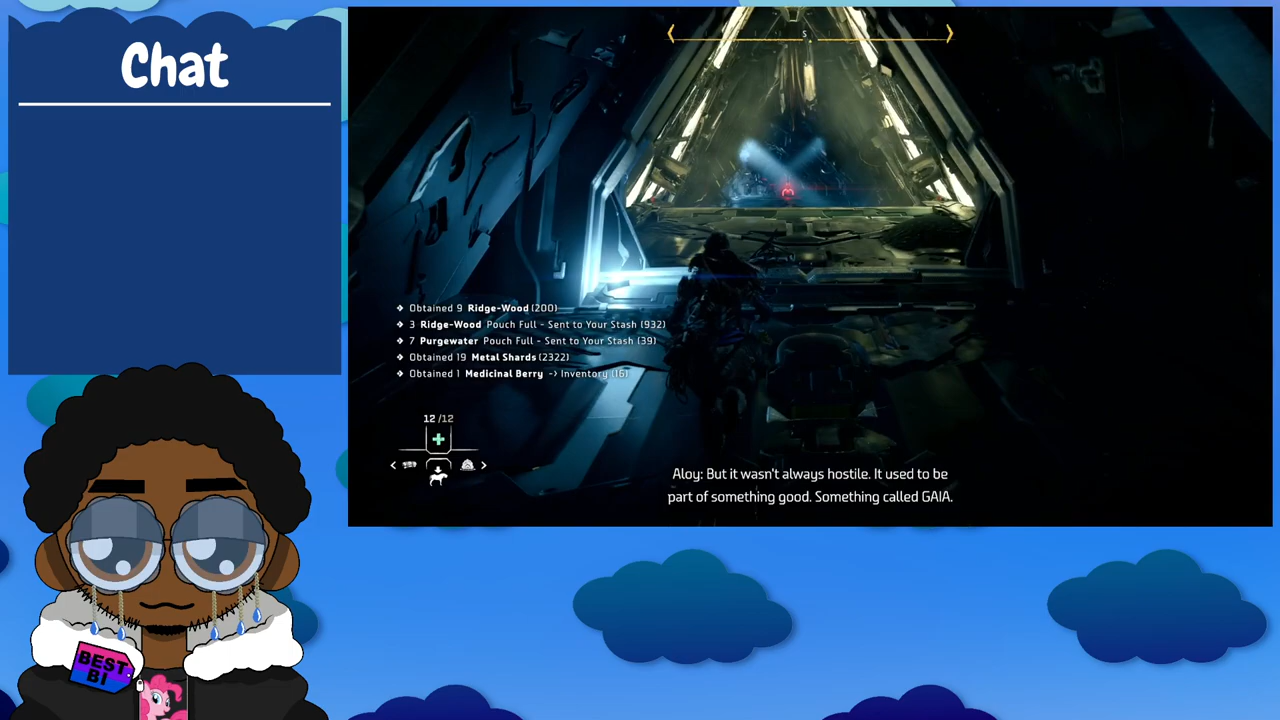 Chat
S
Obtained 9 Ridge-Wood (200)
3 Ridge-Wood Pouch Full - Sent to Your Stash (932)
7 Purgewater Pouch Full - Sent to Your Stash (39)
Obtained 19 Metal Shards (2322)
Obtained 1 Medicinal Berry -> Inventory (16)
12 /12
Aloy: But it wasn't always hostile. It used to be
part of something good. Something called GAIA.
BEST
BI